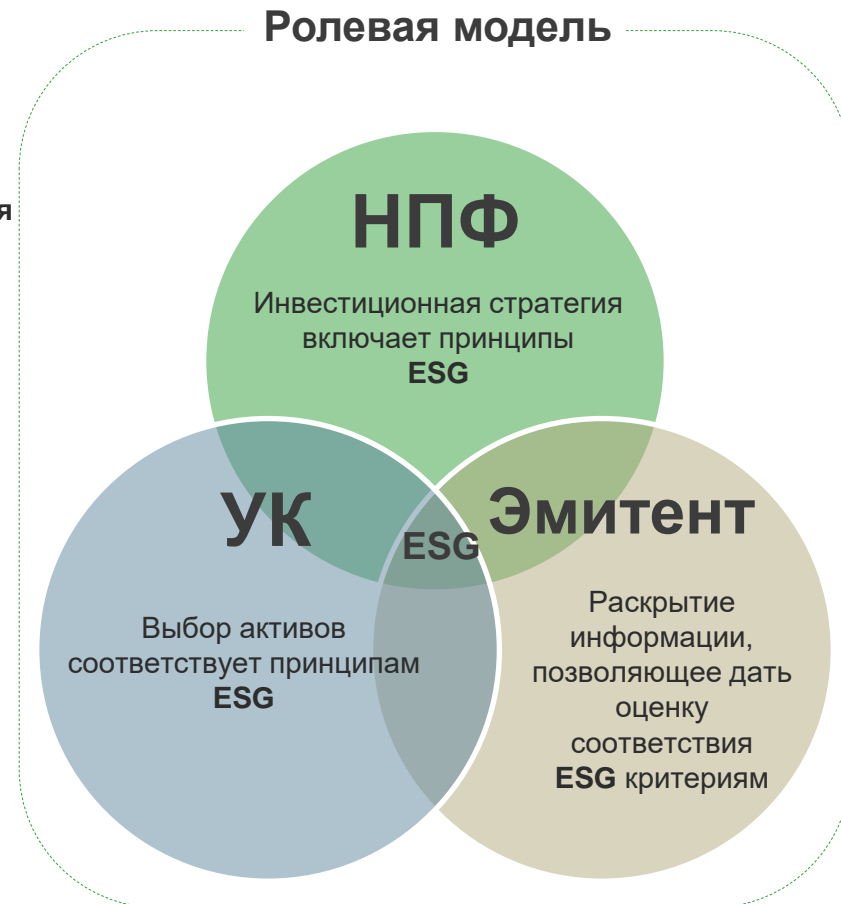 Ролевая модель
я
НПФ
Инвестиционная стратегия
включает принципы
ESG
УК
ESG
Эмитент
Выбор активов
соответствует принципам
ESG
Раскрытие
информации,
позволяющее дать
оценку
соответствия
ESG критериям